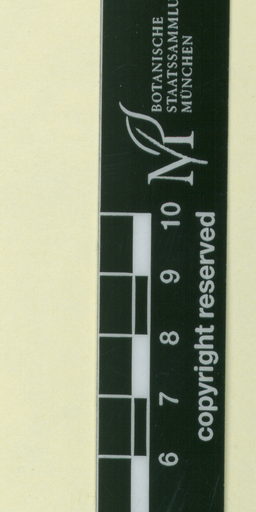 BOTANISCHE
STAATSSAMMLU
MÜNCHEN
M
10 9 8 7 6
copyright reserved